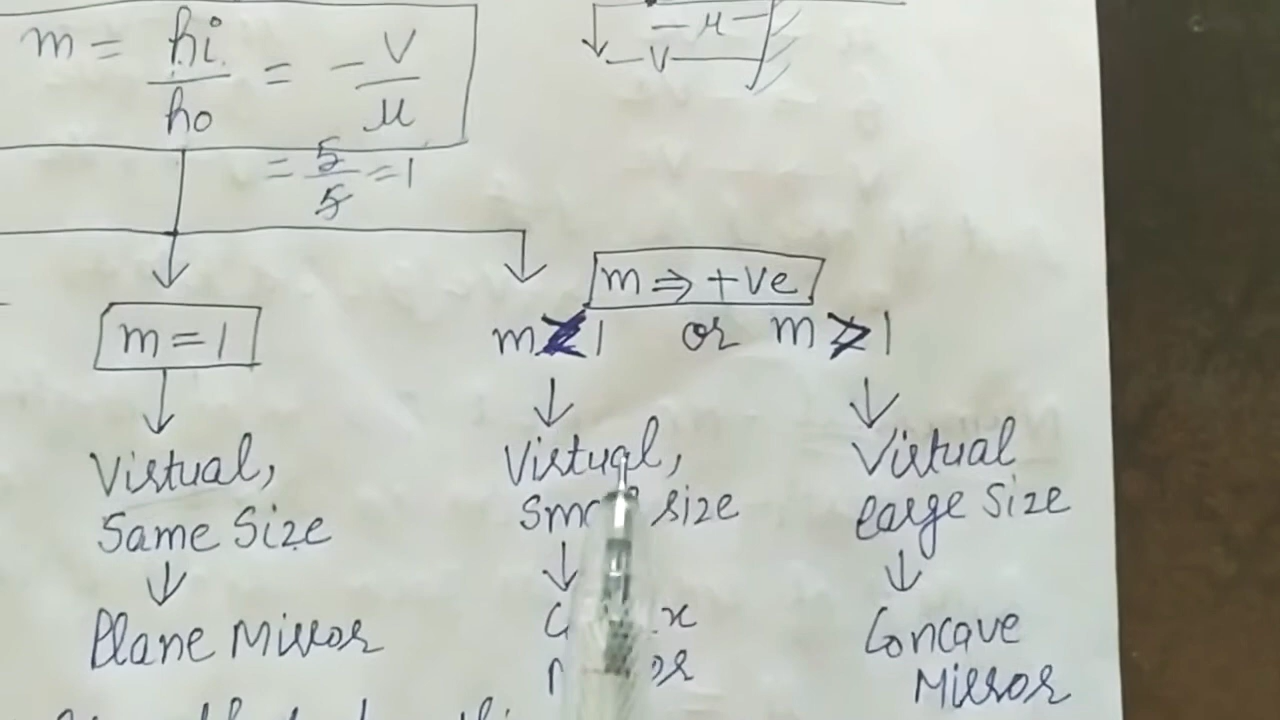 m = hi/ho = -v/u
= 5/5 = 1
-u-
-v-
m ⇒ +ve
m = 1
m < 1 or m > 1
Virtual,
Same Size
Plane Mirror
Virtual,
size
Virtual
large Size
Concave
Mirror